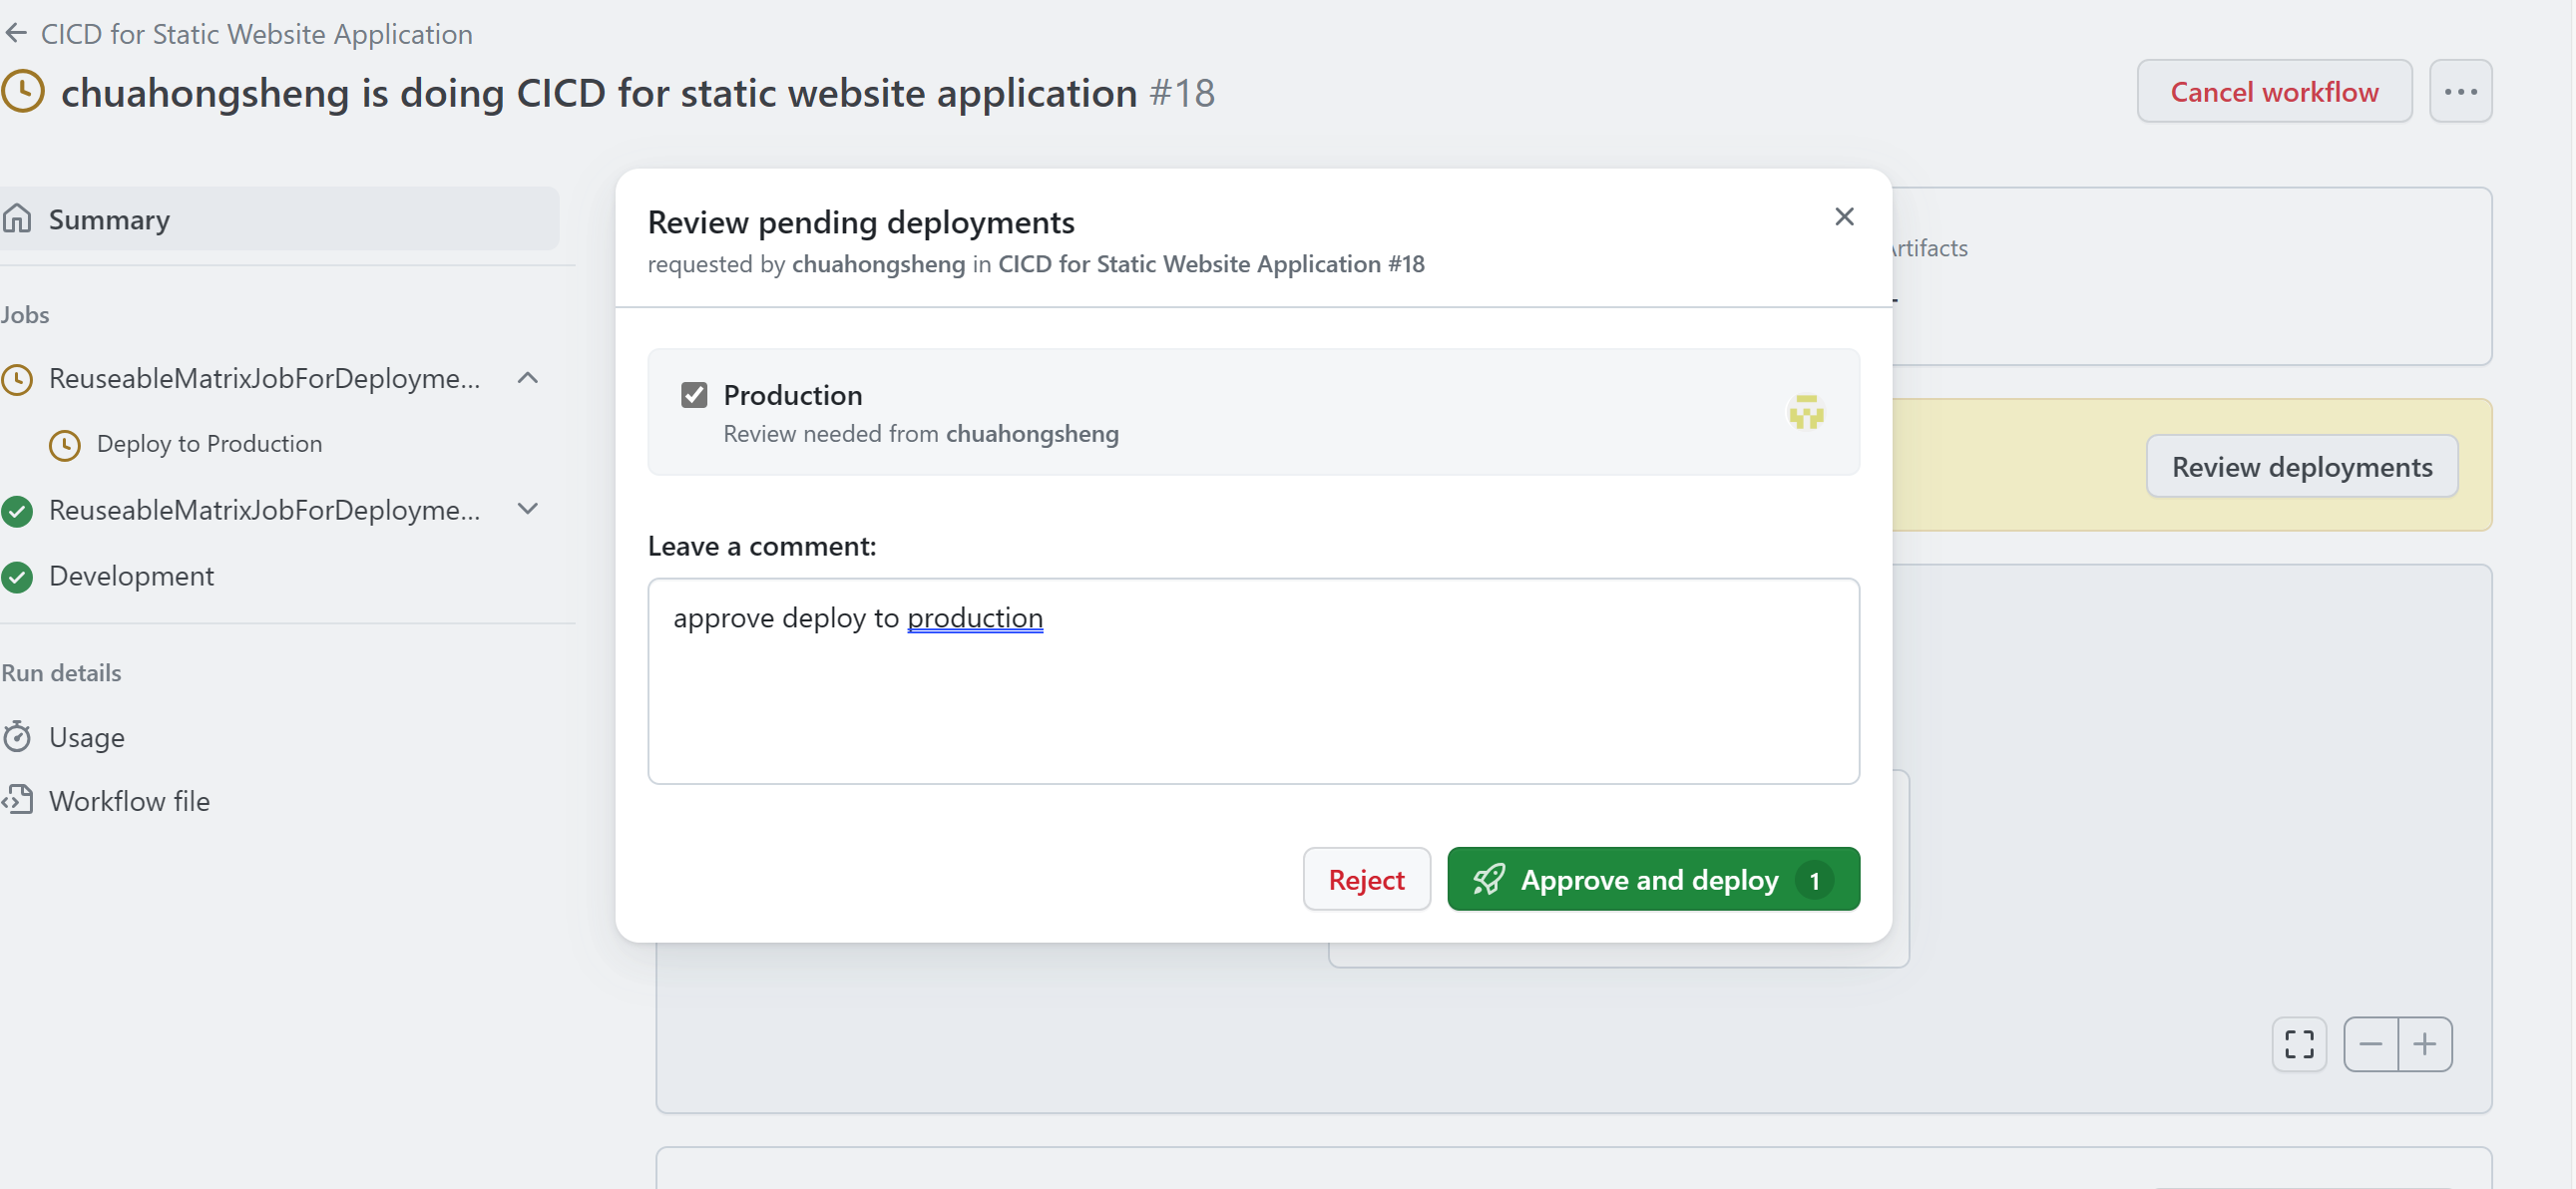 CICD for Static Website Application
chuahongsheng is doing CICD for static website application #18
Cancel workflow
Summary
Jobs
ReuseableMatrixJobForDeployme...
Deploy to Production
ReuseableMatrixJobForDeployme...
Development
Run details
Usage
Workflow file
Review pending deployments
requested by chuahongsheng in CICD for Static Website Application #18
Production
Review needed from chuahongsheng
Leave a comment:
approve deploy to production
Reject
Approve and deploy 1
rtifacts
Review deployments